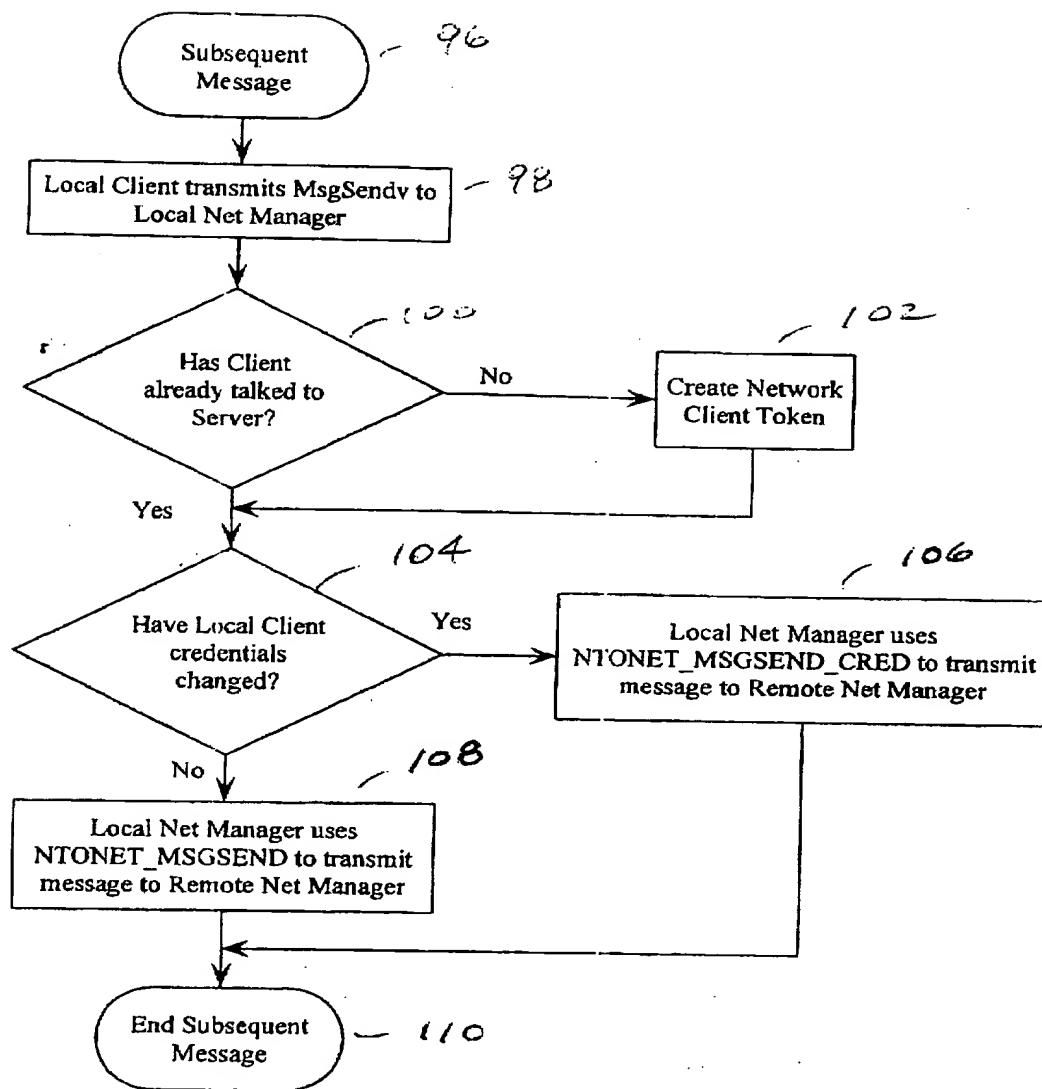 Subsequent
Message
96
Local Client transmits MsgSendv to
Local Net Manager
98
100
Has Client
already talked to
Server?
No
102
Create Network
Client Token
Yes
104
Have Local Client
credentials
changed?
Yes
106
Local Net Manager uses
NTONET_MSGSEND_CRED to transmit
message to Remote Net Manager
No
108
Local Net Manager uses
NTONET_MSGSEND to transmit
message to Remote Net Manager
End Subsequent
Message
110